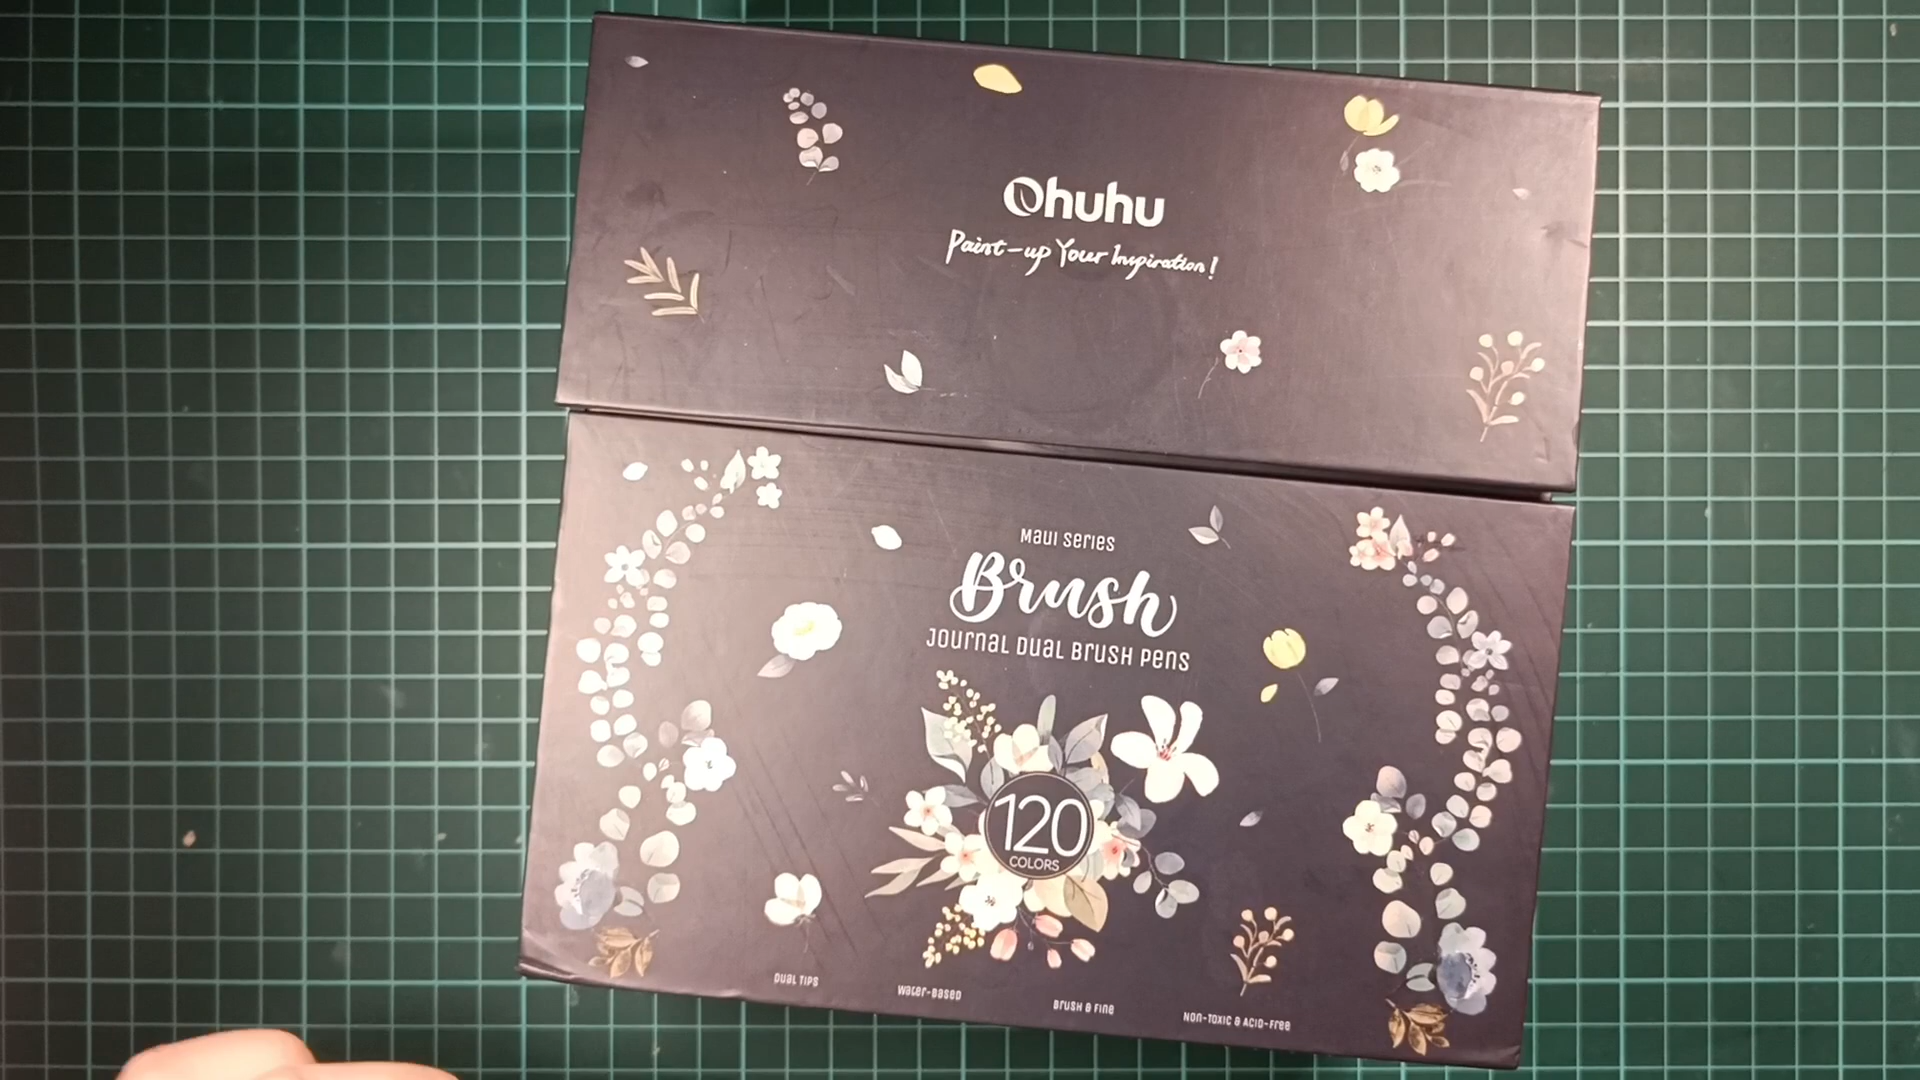 Ohuhu
Paint-up Your Inspiration!
Maui Series
Brush
Journal Dual Brush Pens
120
COLORS
Dual Tips
Water-Based
Brush & Fine
Non-Toxic & Acid-Free